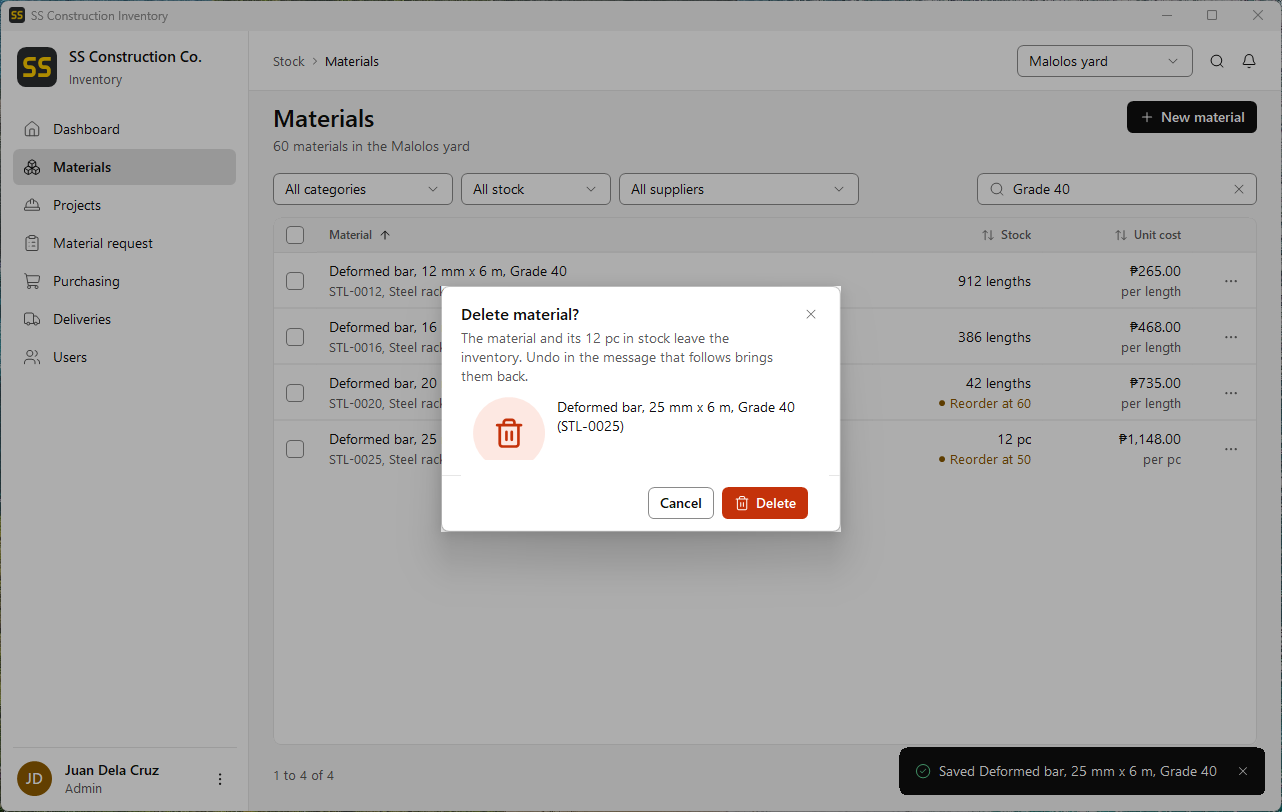 SS SS Construction Inventory
SS
SS Construction Co.
Inventory
Dashboard
Materials
Projects
Material request
Purchasing
Deliveries
Users
JD
Juan Dela Cruz
Admin
Stock > Materials
Malolos yard
Materials
60 materials in the Malolos yard
+ New material
All categories
All stock
All suppliers
Grade 40
Material ↑ Stock Unit cost
Deformed bar, 12 mm x 6 m, Grade 40 912 lengths ₱265.00
STL-0012, Steel rack per length
Deformed bar, 16 386 lengths ₱468.00
STL-0016, Steel rack per length
Deformed bar, 20 42 lengths ₱735.00
STL-0020, Steel rack Reorder at 60 per length
Deformed bar, 25 12 pc ₱1,148.00
STL-0025, Steel rack Reorder at 50 per pc
Delete material?
The material and its 12 pc in stock leave the
inventory. Undo in the message that follows brings
them back.
Deformed bar, 25 mm x 6 m, Grade 40
(STL-0025)
Cancel
Delete
1 to 4 of 4
Saved Deformed bar, 25 mm x 6 m, Grade 40